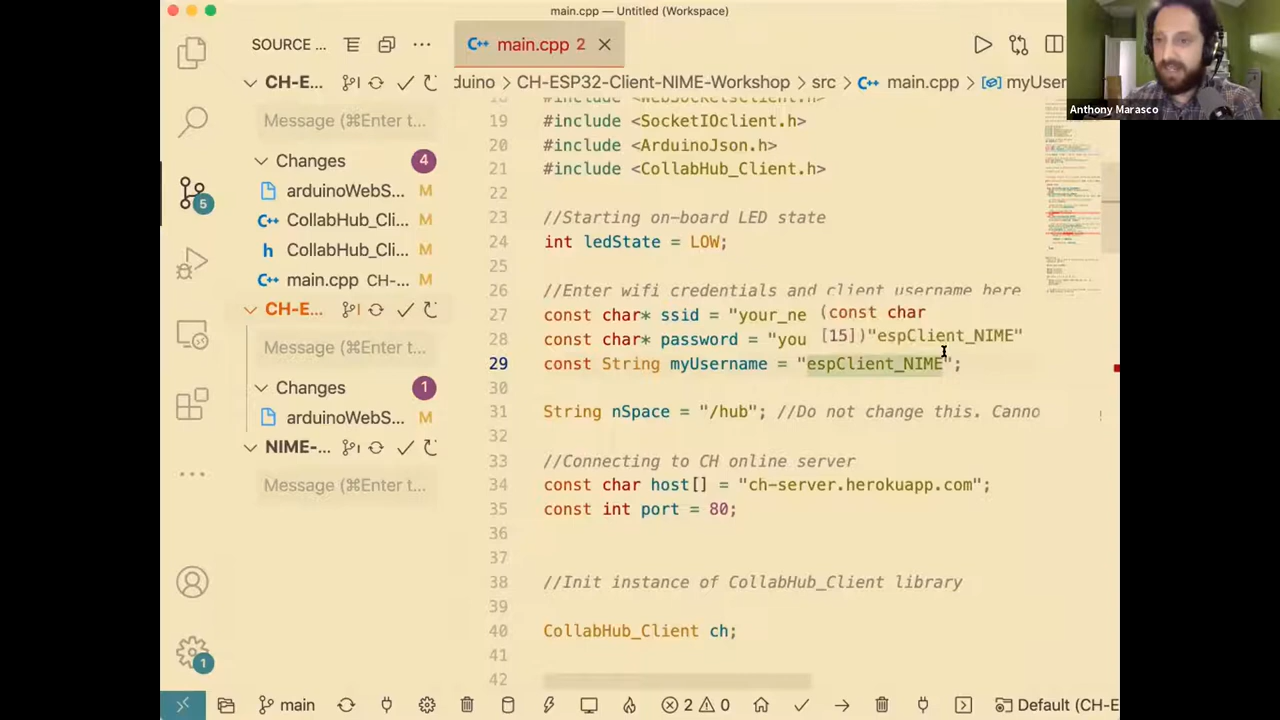 main.cpp — Untitled (Workspace)
SOURCE ...
main.cpp 2
CH-E...
Message (⌘Enter t...
Changes 4
arduinoWebS... M
CollabHub_Cli... M
CollabHub_Cli... M
main.cpp CH-... M
CH-E...
Message (⌘Enter t...
Changes 1
arduinoWebS... M
NIME-...
Message (⌘Enter t...
5
1
duino > CH-ESP32-Client-NIME-Workshop > src > main.cpp > myUser
Anthony Marasco
18 #include <WebSocketsClient.h>
19 #include <SocketIOclient.h>
20 #include <ArduinoJson.h>
21 #include <CollabHub_Client.h>
22
23 //Starting on-board LED state
24 int ledState = LOW;
25
26 //Enter wifi credentials and client username here
27 const char* ssid = "your_ne
28 const char* password = "you
(const char
[15])"espClient_NIME"
29 const String myUsername = "espClient_NIME";
30
31 String nSpace = "/hub"; //Do not change this. Canno
32
33 //Connecting to CH online server
34 const char host[] = "ch-server.herokuapp.com";
35 const int port = 80;
36
37
38 //Init instance of CollabHub_Client library
39
40 CollabHub_Client ch;
41
42
main 2 0 Default (CH-E